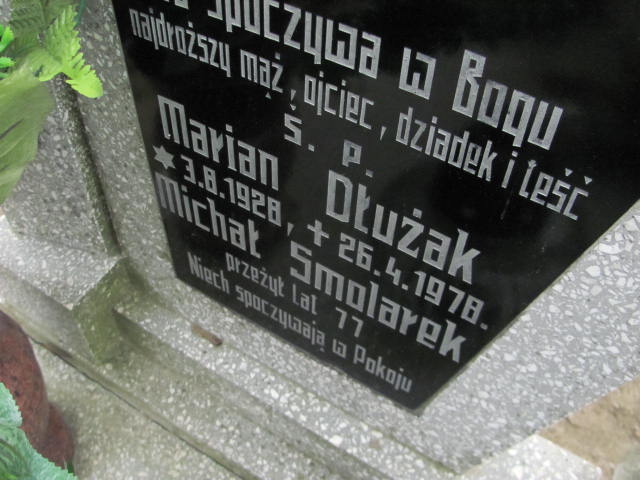 spoczywa w Bogu
najdroższy mąż, ojciec, dziadek i teść
Ś. p.
Marian Dłużak
3.8.1928, + 26.4.1978.
Michał Smolarek
przeżył lat 77
Niech spoczywają w Pokoju